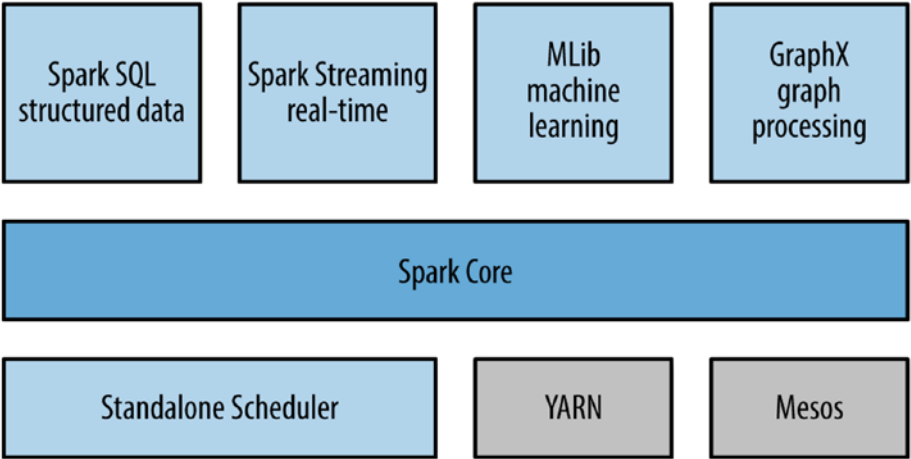 Spark SQL
structured data
Spark Streaming
real-time
MLib
machine
learning
GraphX
graph
processing
Spark Core
Standalone Scheduler
YARN
Mesos